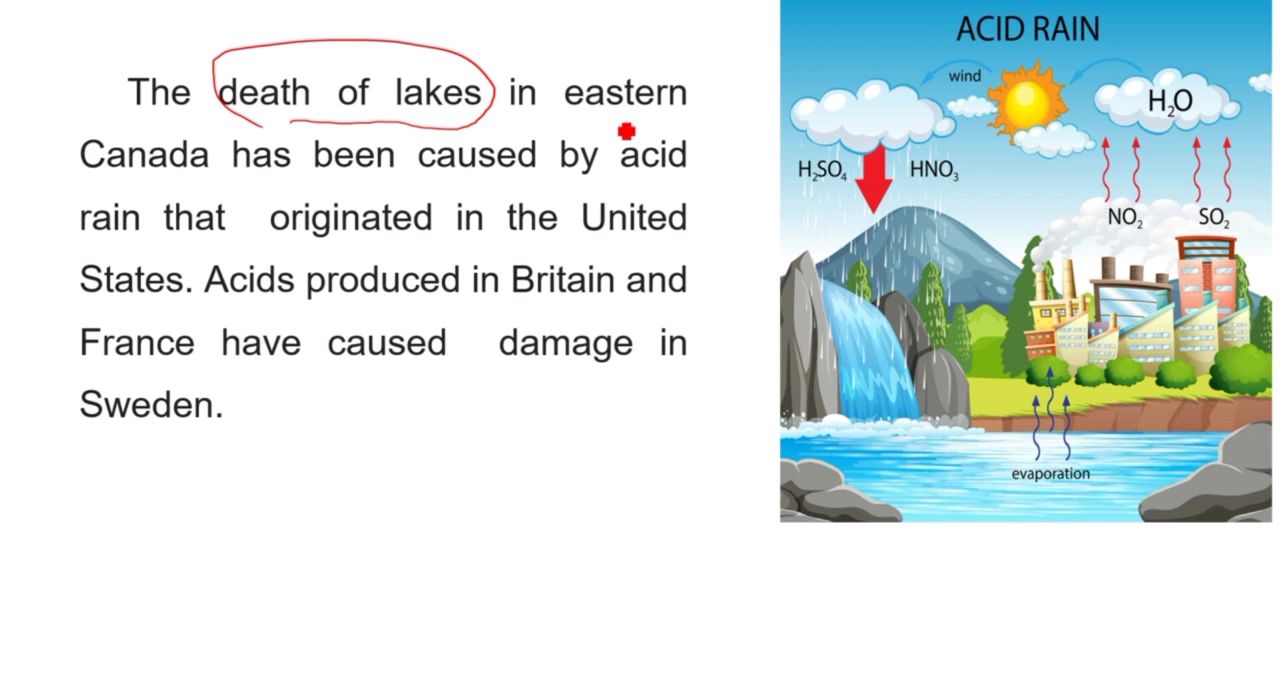 The death of lakes in eastern
Canada has been caused by acid
rain that originated in the United
States. Acids produced in Britain and
France have caused damage in
Sweden.
ACID RAIN
wind
H₂O
H₂SO₄
HNO₃
NO₂
SO₂
evaporation